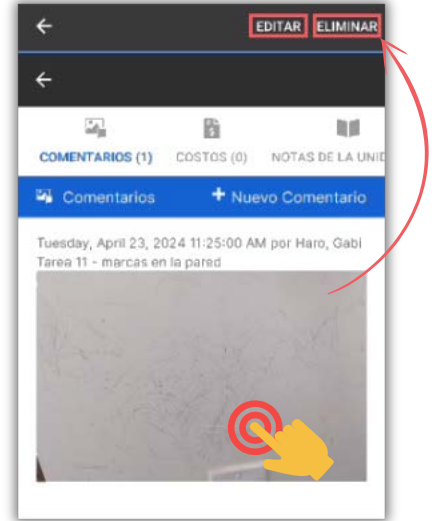 EDITAR ELIMINAR
COMENTARIOS (1) COSTOS (0) NOTAS DE LA UNID
Comentarios + Nuevo Comentario
Tuesday, April 23, 2024 11:25:00 AM por Haro, Gabi
Tarea 11 - marcas en la pared